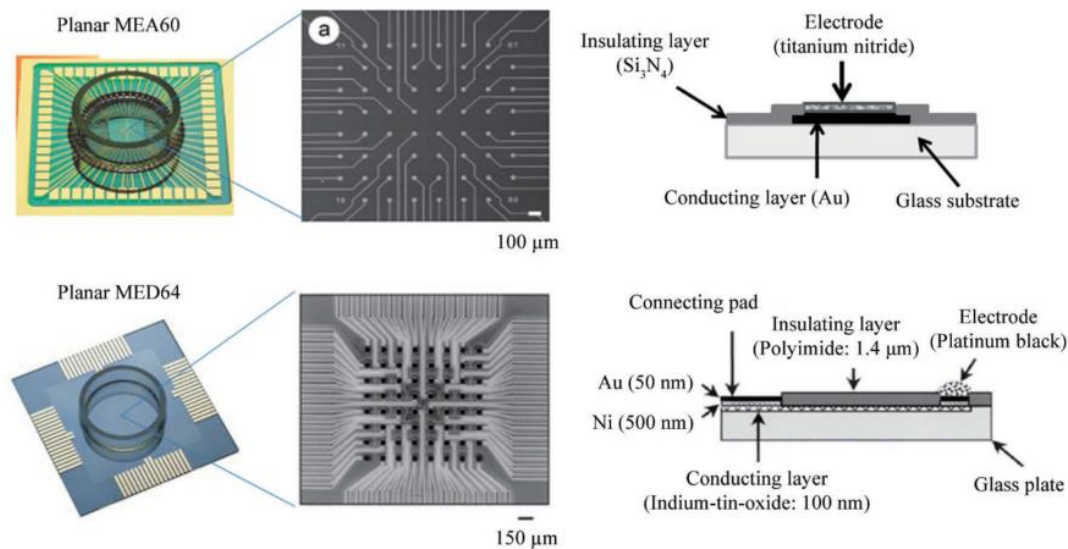 Planar MEA60
a
100 µm
Electrode
(titanium nitride)
Insulating layer
(Si₃N₄)
Conducting layer (Au)
Glass substrate
Planar MED64
150 µm
Connecting pad
Insulating layer
(Polyimide: 1.4 µm)
Electrode
(Platinum black)
Au (50 nm)
Ni (500 nm)
Conducting layer
(Indium-tin-oxide: 100 nm)
Glass plate